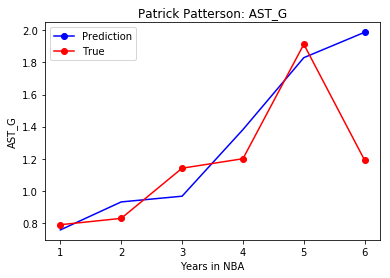 Patrick Patterson: AST_G
Prediction
True
2.0
1.8
1.6
1.4
1.2
1.0
0.8
AST_G
1 2 3 4 5 6
Years in NBA